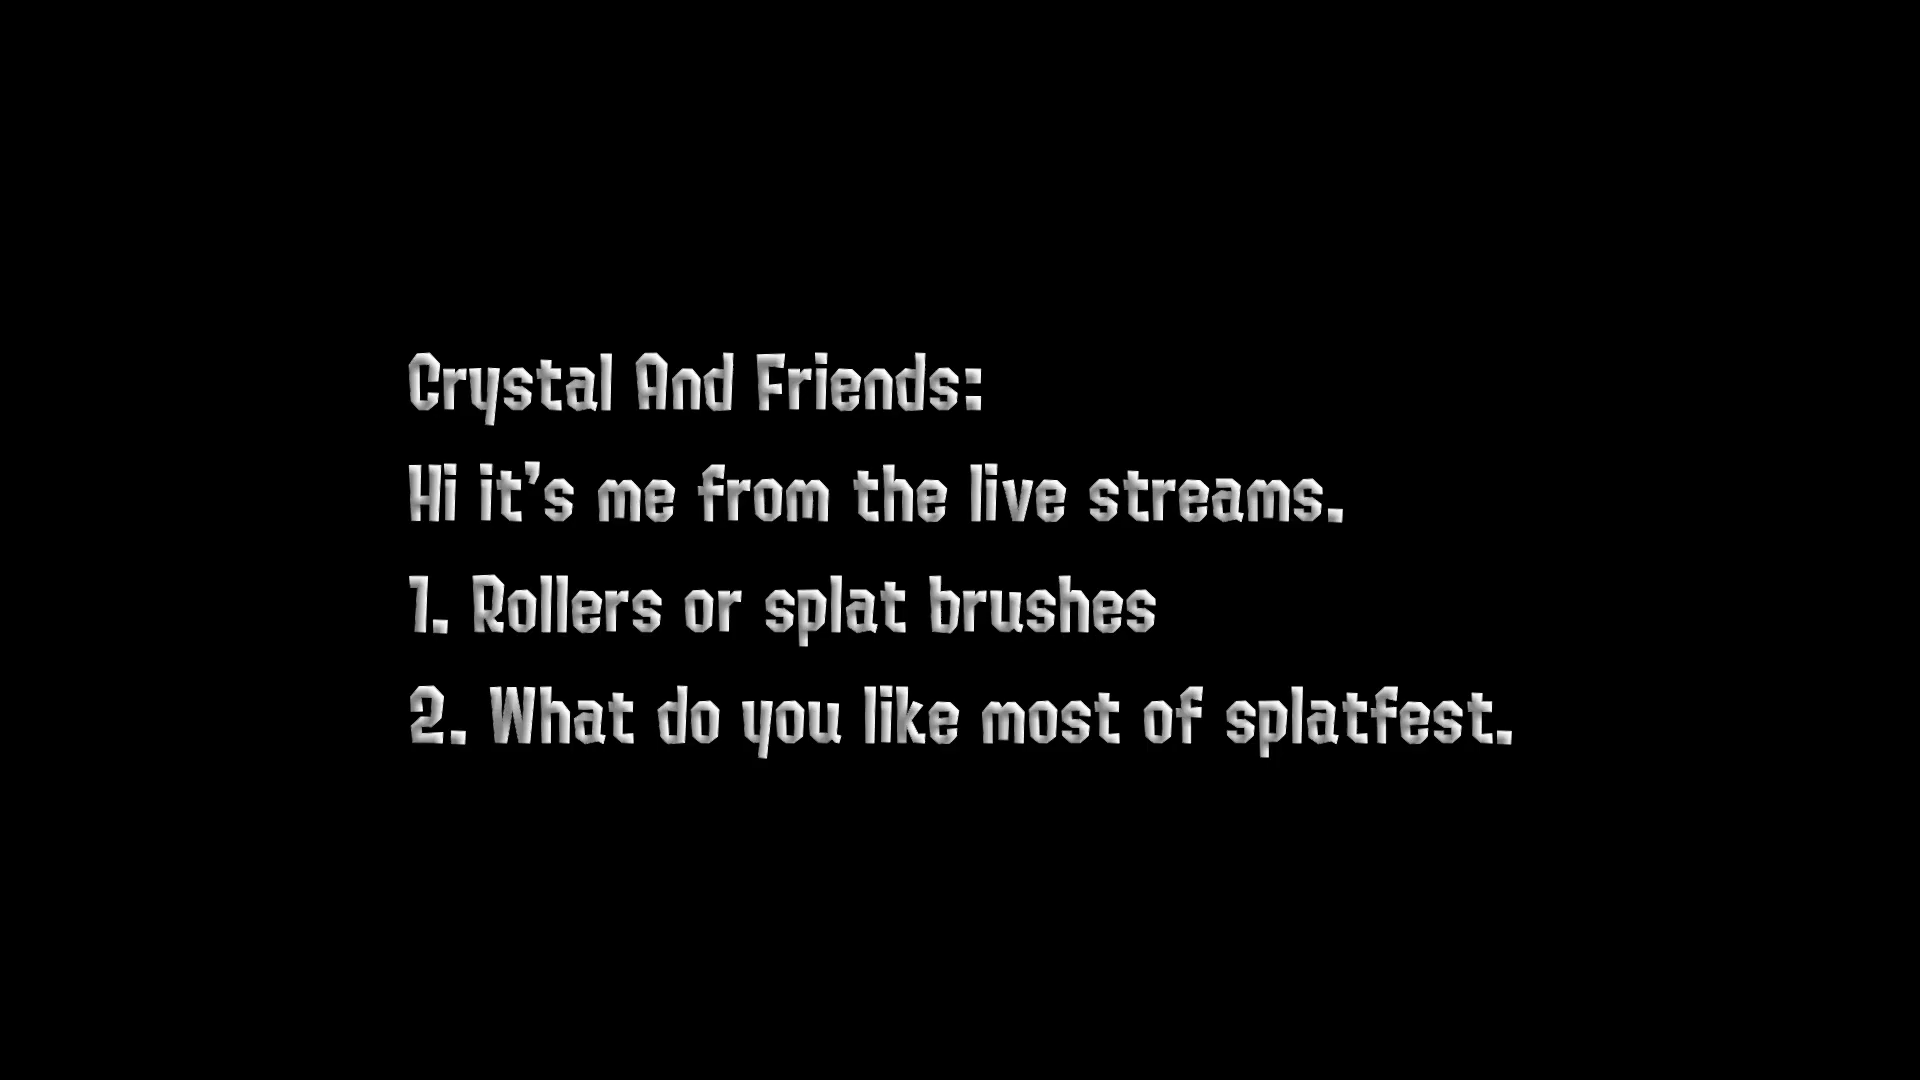 Crystal And Friends:
Hi it's me from the live streams.
1. Rollers or splat brushes
2. What do you like most of splatfest.